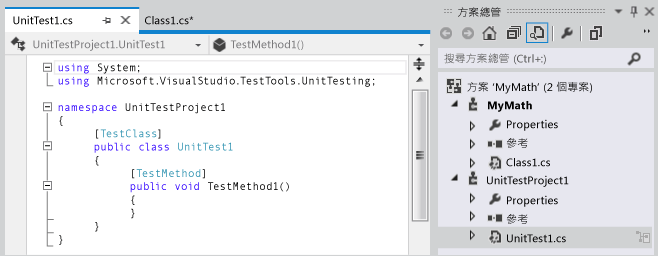 UnitTest1.cs
Class1.cs*
UnitTestProject1.UnitTest1
TestMethod1()
using System;
using Microsoft.VisualStudio.TestTools.UnitTesting;
namespace UnitTestProject1
{
[TestClass]
public class UnitTest1
{
[TestMethod]
public void TestMethod1()
{
}
}
}
方案總管
搜尋方案總管 (Ctrl+;)
方案 'MyMath' (2 個專案)
MyMath
Properties
參考
Class1.cs
UnitTestProject1
Properties
參考
UnitTest1.cs